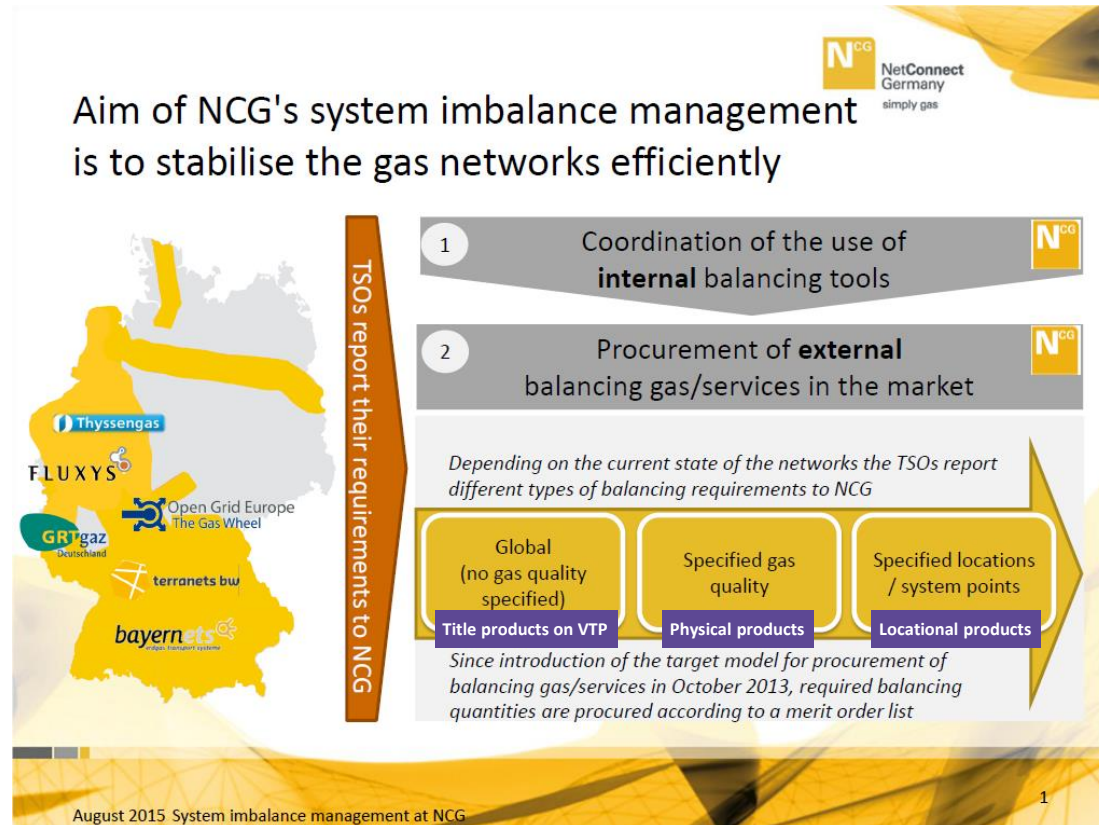 NCG
NetConnect
Germany
simply gas
Aim of NCG's system imbalance management
is to stabilise the gas networks efficiently
Thyssengas
FLUXYS
Open Grid Europe
The Gas Wheel
GRTgaz
Deutschland
terranets bw
bayernets
erdgas transport systeme
TSOs report their requirements to NCG
1
Coordination of the use of
internal balancing tools
NCG
2
Procurement of external
balancing gas/services in the market
NCG
Depending on the current state of the networks the TSOs report
different types of balancing requirements to NCG
Global
(no gas quality
specified)
Title products on VTP
Specified gas
quality
Physical products
Specified locations
/ system points
Locational products
Since introduction of the target model for procurement of
balancing gas/services in October 2013, required balancing
quantities are procured according to a merit order list
August 2015 System imbalance management at NCG
1